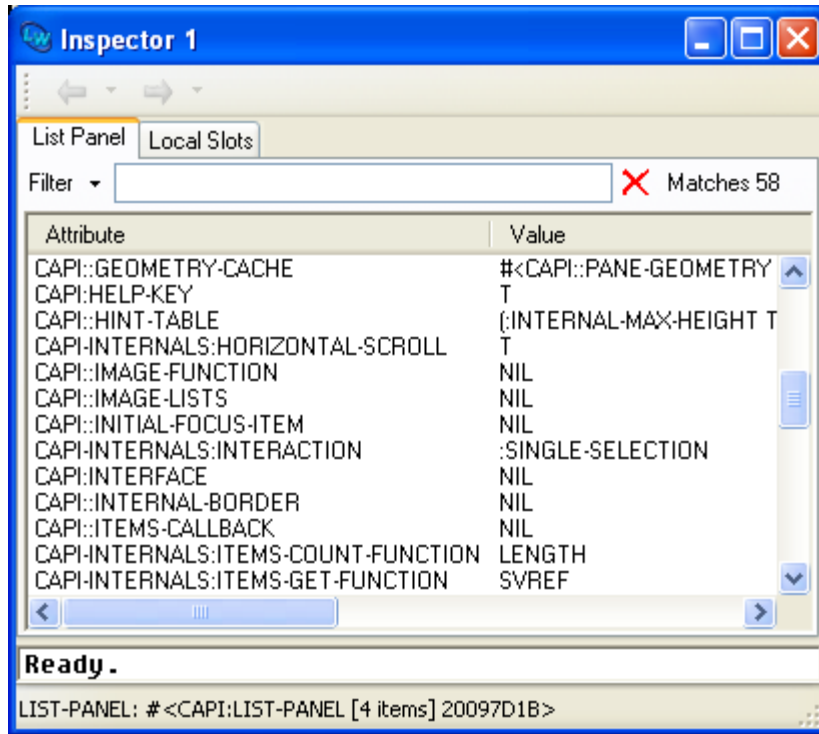 Inspector 1
List Panel Local Slots
Filter Matches 58
Attribute Value
CAPI::GEOMETRY-CACHE #<CAPI::PANE-GEOMETRY
CAPI:HELP-KEY T
CAPI::HINT-TABLE (:INTERNAL-MAX-HEIGHT T
CAPI-INTERNALS:HORIZONTAL-SCROLL T
CAPI::IMAGE-FUNCTION NIL
CAPI::IMAGE-LISTS NIL
CAPI::INITIAL-FOCUS-ITEM NIL
CAPI-INTERNALS:INTERACTION :SINGLE-SELECTION
CAPI:INTERFACE NIL
CAPI::INTERNAL-BORDER NIL
CAPI::ITEMS-CALLBACK NIL
CAPI-INTERNALS:ITEMS-COUNT-FUNCTION LENGTH
CAPI-INTERNALS:ITEMS-GET-FUNCTION SVREF
Ready.
LIST-PANEL: #<CAPI:LIST-PANEL [4 items] 20097D1B>